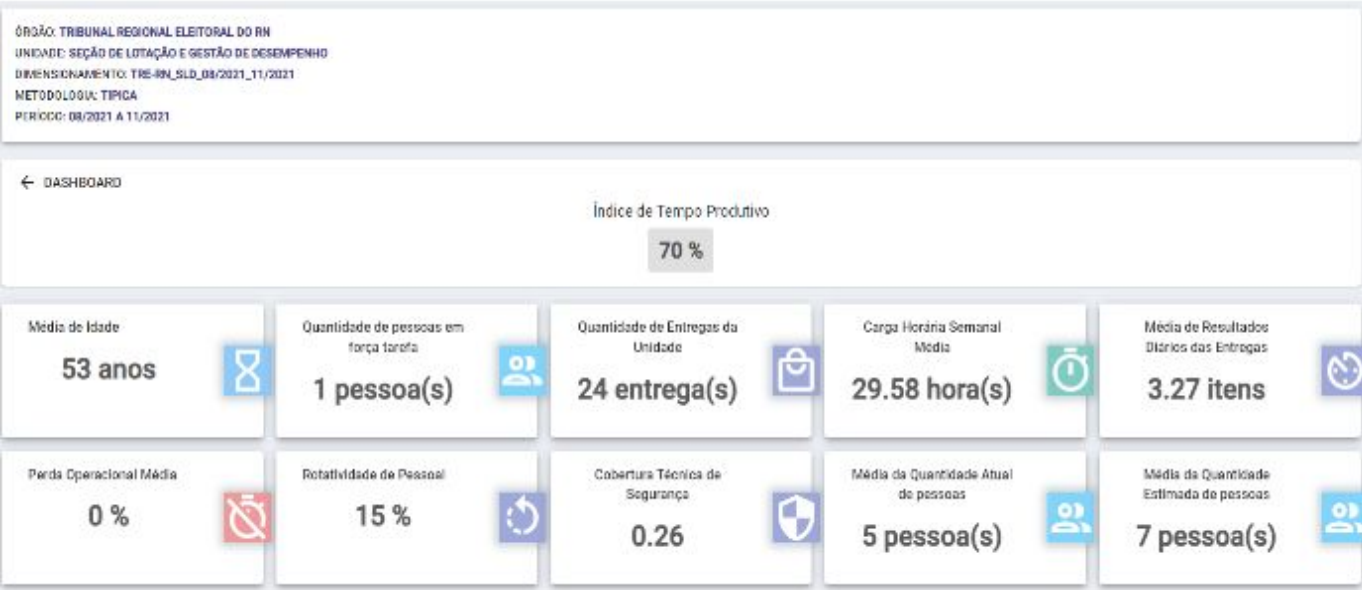 ÓRGÃO: TRIBUNAL REGIONAL ELEITORAL DO RN
UNIDADE: SEÇÃO DE LOTAÇÃO E GESTÃO DE DESEMPENHO
DIMENSIONAMENTO: TRE-RN_SLD_08/2021_11/2021
METODOLOGIA: TIPICA
PERÍODO: 08/2021 A 11/2021
← DASHBOARD
Índice de Tempo Produtivo
70 %
Média de Idade
53 anos
Quantidade de pessoas em
força tarefa
1 pessoa(s)
Quantidade de Entregas da
Unidade
24 entrega(s)
Carga Horária Semanal
Média
29.58 hora(s)
Média de Resultados
Diários das Entregas
3.27 itens
Perda Operacional Média
0 %
Rotatividade de Pessoal
15 %
Cobertura Técnica de
Segurança
0.26
Média da Quantidade Atual
de pessoas
5 pessoa(s)
Média da Quantidade
Estimada de pessoas
7 pessoa(s)